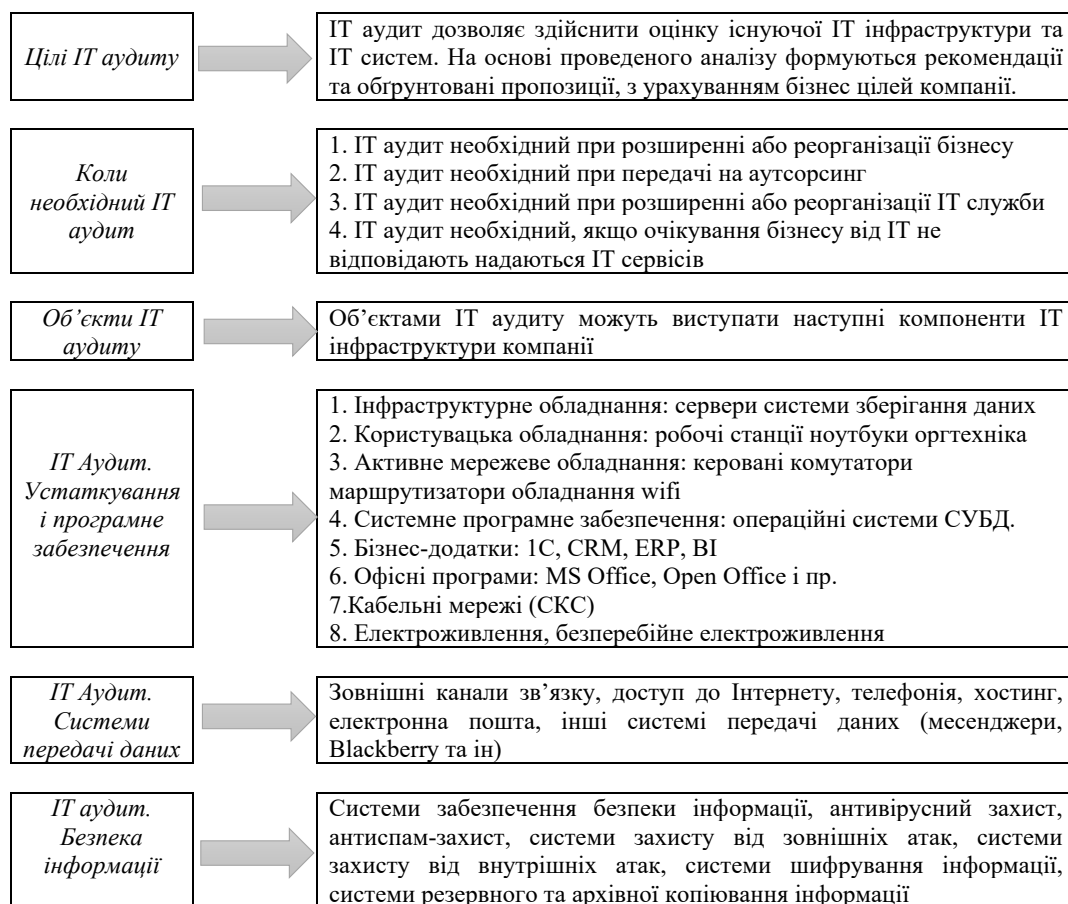 Цілі ІТ аудиту
ІТ аудит дозволяє здійснити оцінку існуючої ІТ інфраструктури та
ІТ систем. На основі проведеного аналізу формуються рекомендації
та обґрунтовані пропозиції, з урахуванням бізнес цілей компанії.
Коли
необхідний ІТ
аудит
1. ІТ аудит необхідний при розширенні або реорганізації бізнесу
2. ІТ аудит необхідний при передачі на аутсорсинг
3. ІТ аудит необхідний при розширенні або реорганізації ІТ служби
4. ІТ аудит необхідний, якщо очікування бізнесу від ІТ не
відповідають надаються ІТ сервісів
Об’єкти ІТ
аудиту
Об’єктами ІТ аудиту можуть виступати наступні компоненти ІТ
інфраструктури компанії
ІТ Аудит.
Устаткування
і програмне
забезпечення
1. Інфраструктурне обладнання: сервери системи зберігання даних
2. Користувацька обладнання: робочі станції ноутбуки оргтехніка
3. Активне мережеве обладнання: керовані комутатори
маршрутизатори обладнання wifi
4. Системне програмне забезпечення: операційні системи СУБД.
5. Бізнес-додатки: 1С, CRM, ERP, BI
6. Офісні програми: MS Office, Open Office і пр.
7.Кабельні мережі (СКС)
8. Електроживлення, безперебійне електроживлення
ІТ Аудит.
Системи
передачі даних
Зовнішні канали зв’язку, доступ до Інтернету, телефонія, хостинг,
електронна пошта, інші системі передачі даних (месенджери,
Blackberry та ін)
ІТ аудит.
Безпека
інформації
Системи забезпечення безпеки інформації, антивірусний захист,
антиспам-захист, системи захисту від зовнішніх атак, системи
захисту від внутрішніх атак, системи шифрування інформації,
системи резервного та архівної копіювання інформації